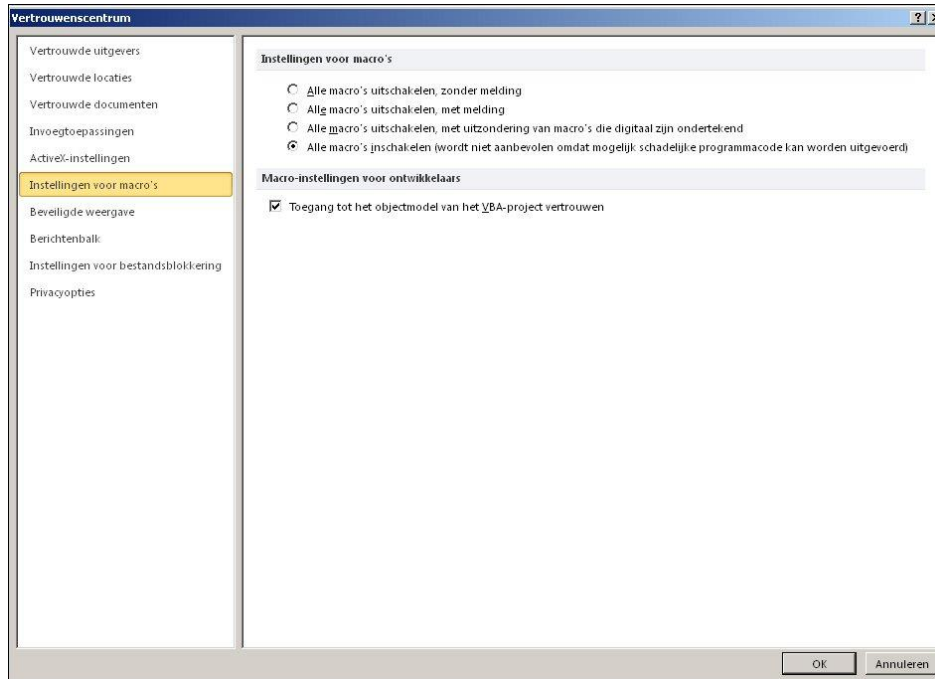 Vertrouwenscentrum
Vertrouwde uitgevers
Vertrouwde locaties
Vertrouwde documenten
Invoegtoepassingen
ActiveX-instellingen
Instellingen voor macro's
Beveiligde weergave
Berichtenbalk
Instellingen voor bestandsblokkering
Privacyopties
Instellingen voor macro's
Alle macro's uitschakelen, zonder melding
Alle macro's uitschakelen, met melding
Alle macro's uitschakelen, met uitzondering van macro's die digitaal zijn ondertekend
Alle macro's inschakelen (wordt niet aanbevolen omdat mogelijk schadelijke programmacode kan worden uitgevoerd)
Macro-instellingen voor ontwikkelaars
Toegang tot het objectmodel van het VBA-project vertrouwen
OK
Annuleren